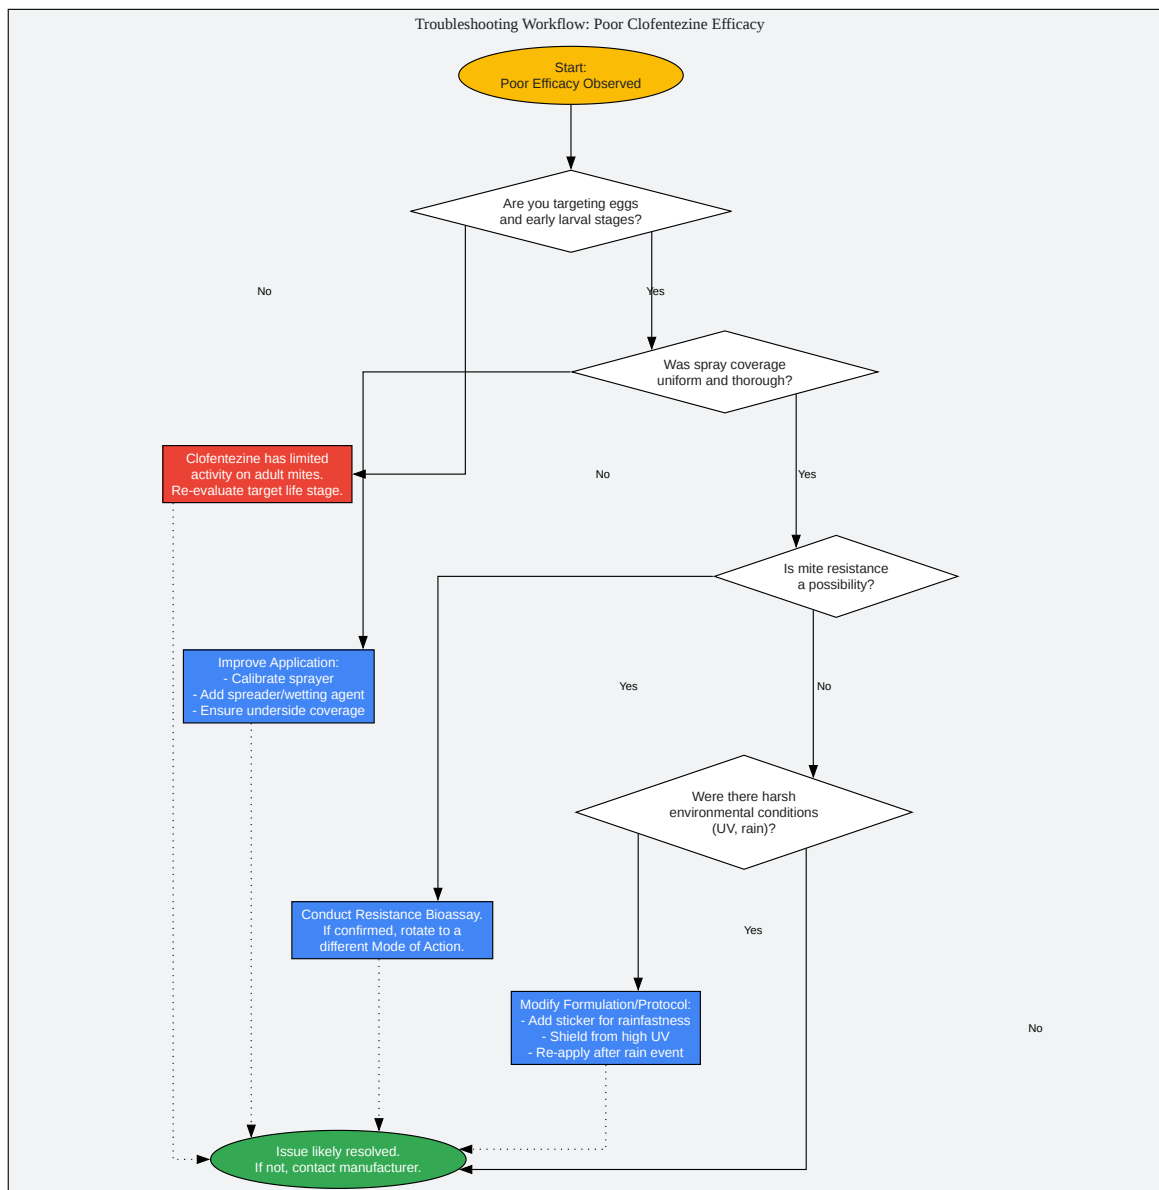 Troubleshooting Workflow: Poor Clofentezine Efficacy
Start:
Poor Efficacy Observed
Are you targeting eggs
and early larval stages?
No
Yes
Was spray coverage
uniform and thorough?
Clofentezine has limited
activity on adult mites.
Re-evaluate target life stage.
No
Yes
Is mite resistance
a possibility?
Improve Application:
- Calibrate sprayer
- Add spreader/wetting agent
- Ensure underside coverage
Yes
No
Were there harsh
environmental conditions
(UV, rain)?
Conduct Resistance Bioassay.
If confirmed, rotate to a
different Mode of Action.
Yes
Modify Formulation/Protocol:
- Add sticker for rainfastness
- Shield from high UV
- Re-apply after rain event
No
Issue likely resolved.
If not, contact manufacturer.